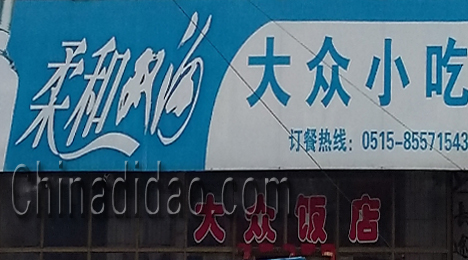 柔和双沟
大众小吃
订餐热线：0515-85571543
Chinadidao.com
大众饭店